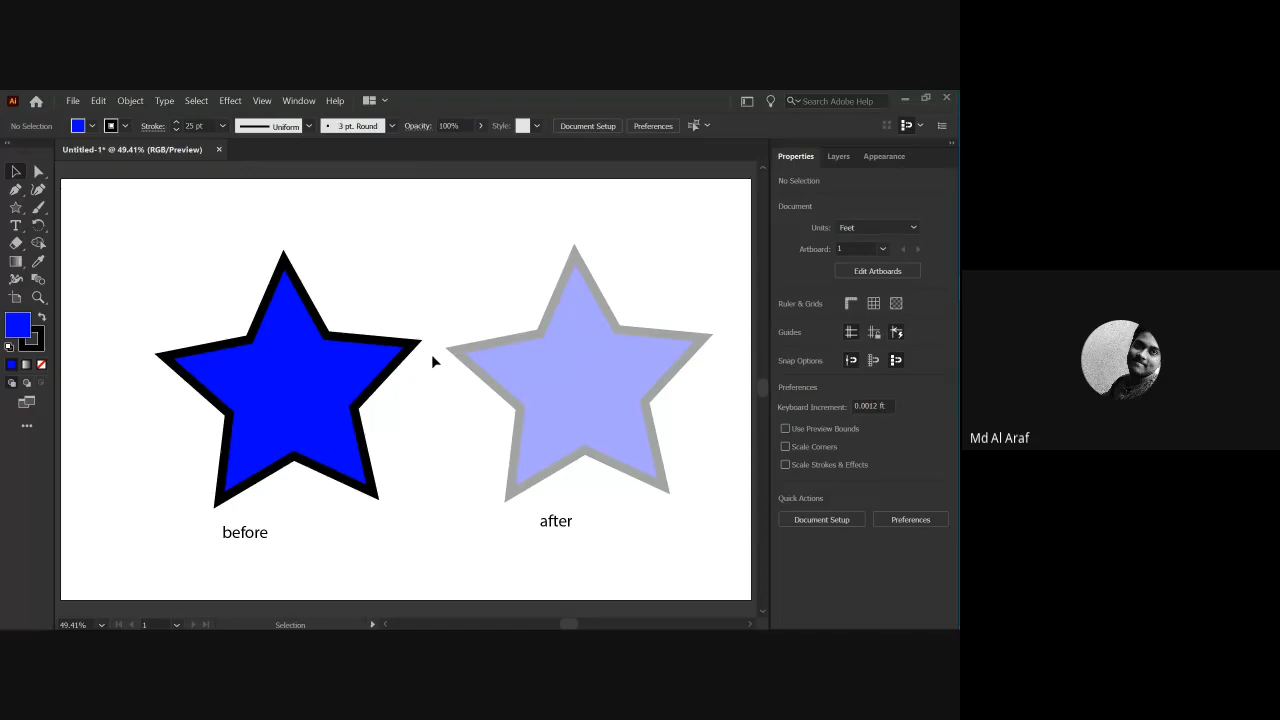 Ai File Edit Object Type Select Effect View Window Help Search Adobe Help
No Selection Stroke: 25 pt Uniform 3 pt. Round Opacity: 100% Style: Document Setup Preferences
Untitled-1* @ 49.41% (RGB/Preview) ×
Properties Layers Appearance
No Selection
Document
Units: Feet
Artboard: 1
Edit Artboards
Ruler & Grids
Guides
Snap Options
Preferences
Keyboard Increment: 0.0012 ft
Use Preview Bounds
Scale Corners
Scale Strokes & Effects
Quick Actions
Document Setup Preferences
before
after
49.41% 1 Selection
Md Al Araf